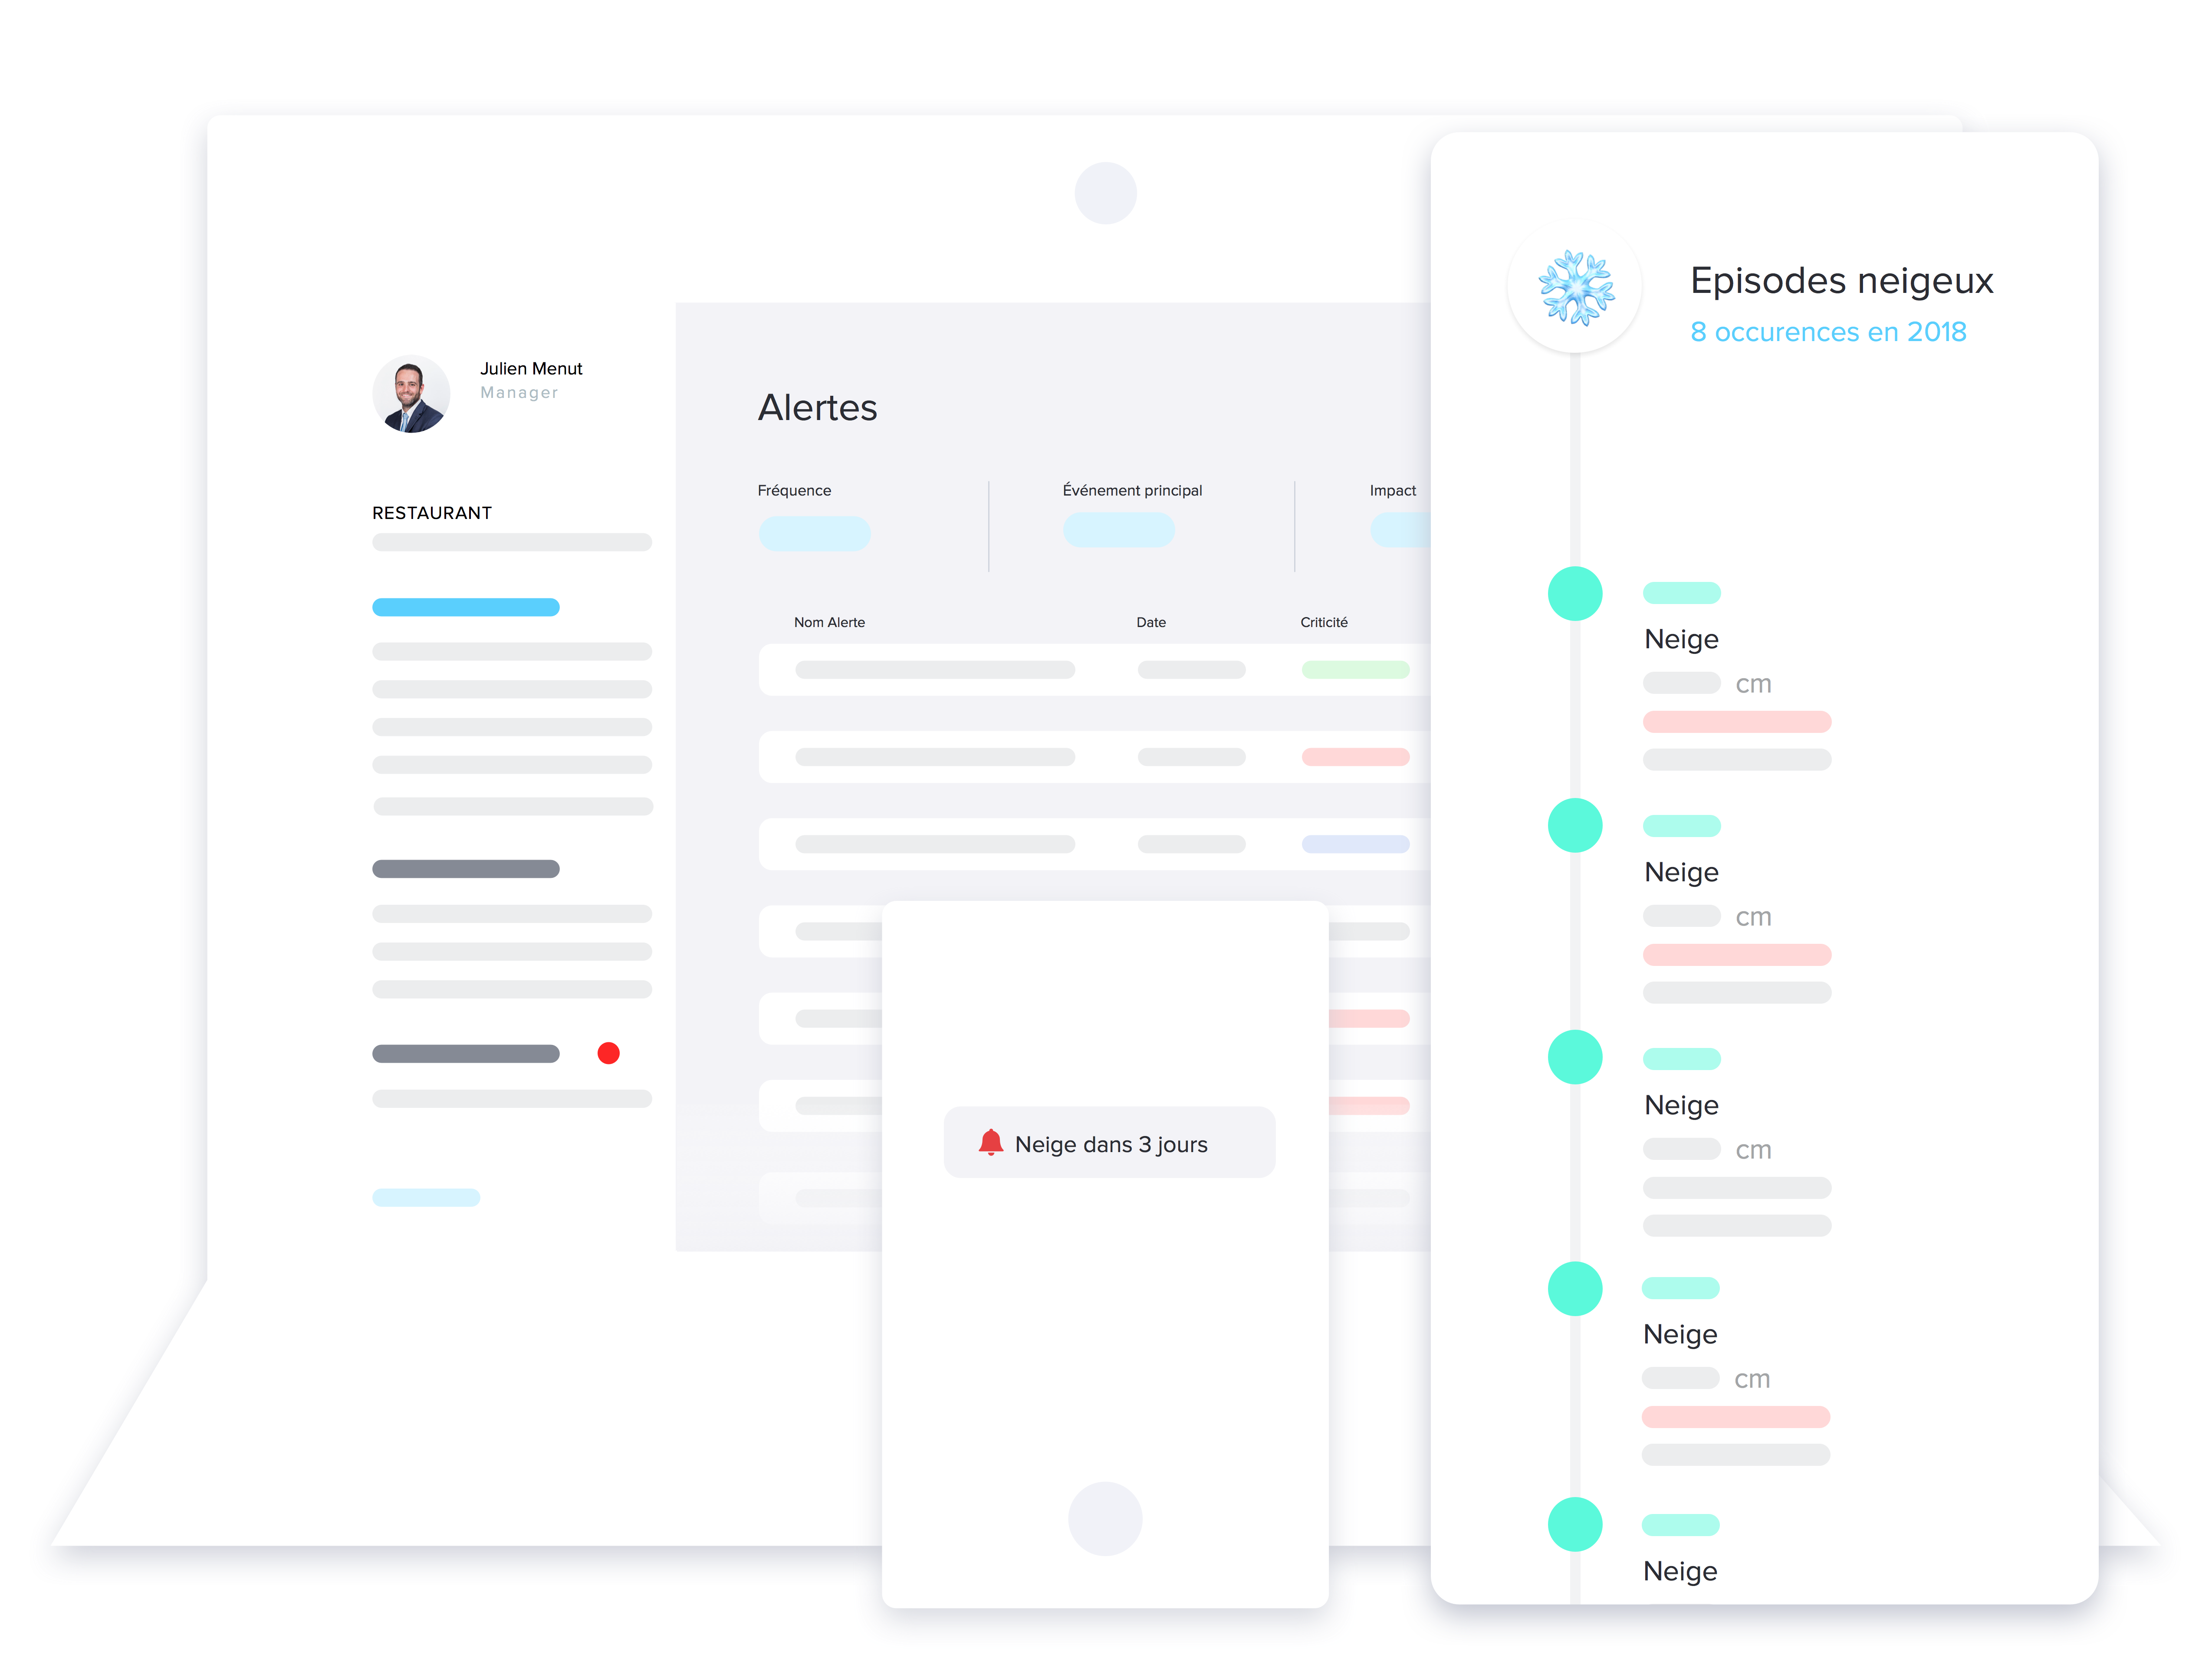 Julien Menut
Manager
RESTAURANT
Alertes
Fréquence
Événement principal
Impact
Nom Alerte
Date
Criticité
Neige dans 3 jours
Episodes neigeux
8 occurences en 2018
Neige
cm
Neige
cm
Neige
cm
Neige
cm
Neige